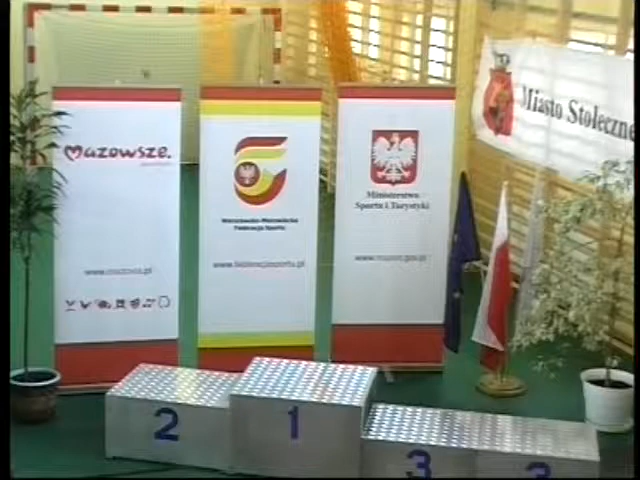 mazowsze.
www.mazovia.pl
Warszawsko-Mazowiecka
Federacja Sportu
www.federacjasportu.pl
Ministerstwo
Sportu i Turystyki
www.msport.gov.pl
Miasto Stołeczne
2
1
3
3